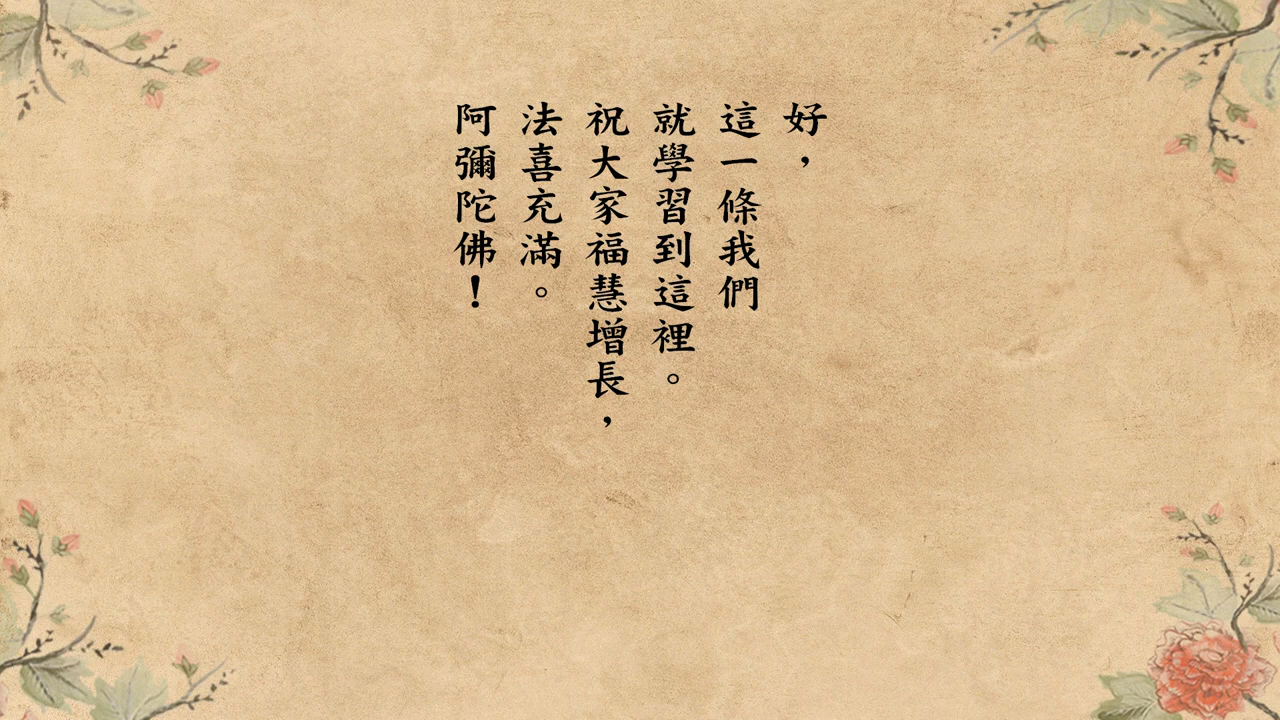 好，
這一條我們
就學習到這裡。
祝大家福慧增長，
法喜充滿。
阿彌陀佛！